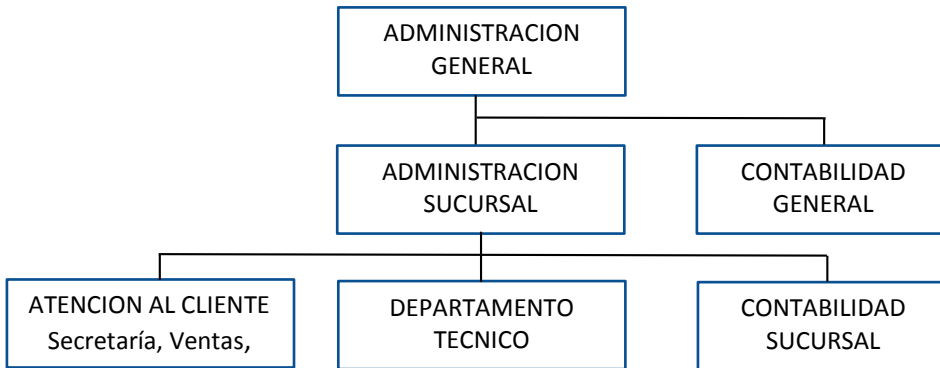 ADMINISTRACION
GENERAL
ADMINISTRACION
SUCURSAL
CONTABILIDAD
GENERAL
ATENCION AL CLIENTE
Secretaría, Ventas,
DEPARTAMENTO
TECNICO
CONTABILIDAD
SUCURSAL